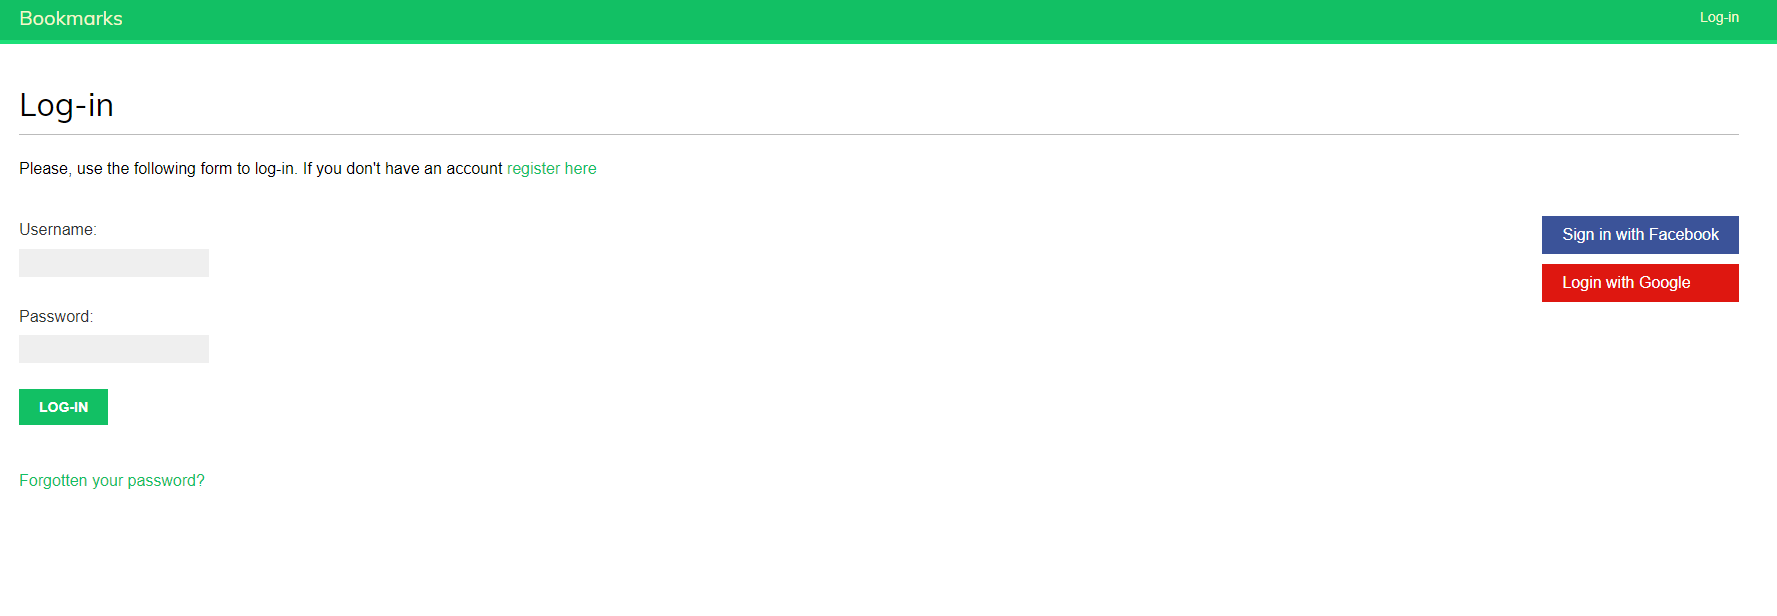 Bookmarks
Log-in
Log-in
Please, use the following form to log-in. If you don't have an account register here
Username:
Password:
LOG-IN
Forgotten your password?
Sign in with Facebook
Login with Google